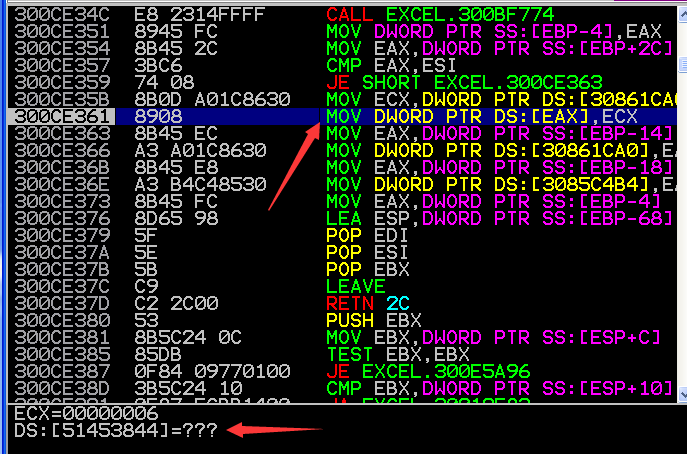 300CE34C E8 2314FFFF CALL EXCEL.300BF774
300CE351 8945 FC MOV DWORD PTR SS:[EBP-4],EAX
300CE354 8B45 2C MOV EAX,DWORD PTR SS:[EBP+2C]
300CE357 3BC6 CMP EAX,ESI
300CE359 74 08 JE SHORT EXCEL.300CE363
300CE35B 8B0D A01C8630 MOV ECX,DWORD PTR DS:[30861CA0
300CE361 8908 MOV DWORD PTR DS:[EAX],ECX
300CE363 8B45 EC MOV EAX,DWORD PTR SS:[EBP-14]
300CE366 A3 A01C8630 MOV DWORD PTR DS:[30861CA0],EA
300CE36B 8B45 E8 MOV EAX,DWORD PTR SS:[EBP-18]
300CE36E A3 B4C48530 MOV DWORD PTR DS:[3085C4B4],EA
300CE373 8B45 FC MOV EAX,DWORD PTR SS:[EBP-4]
300CE376 8D65 98 LEA ESP,DWORD PTR SS:[EBP-68]
300CE379 5F POP EDI
300CE37A 5E POP ESI
300CE37B 5B POP EBX
300CE37C C9 LEAVE
300CE37D C2 2C00 RETN 2C
300CE380 53 PUSH EBX
300CE381 8B5C24 0C MOV EBX,DWORD PTR SS:[ESP+C]
300CE385 85DB TEST EBX,EBX
300CE387 0F84 09770100 JE EXCEL.300E5A96
300CE38D 3B5C24 10 CMP EBX,DWORD PTR SS:[ESP+10]
ECX=00000006
DS:[51453844]=???